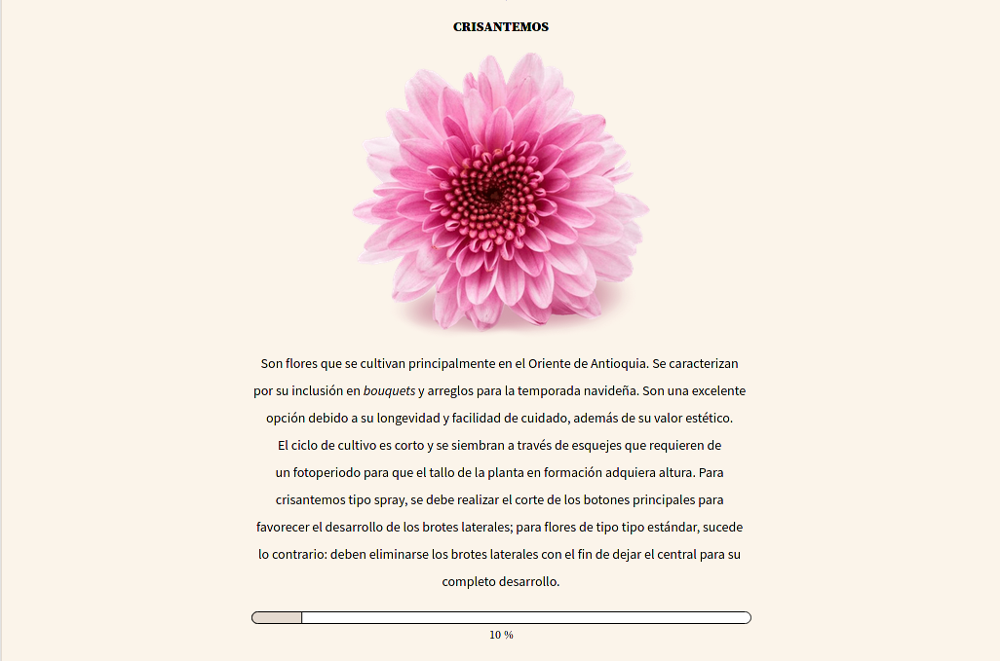 CRISANTEMOS
Son flores que se cultivan principalmente en el Oriente de Antioquia. Se caracterizan
por su inclusión en bouquets y arreglos para la temporada navideña. Son una excelente
opción debido a su longevidad y facilidad de cuidado, además de su valor estético.
El ciclo de cultivo es corto y se siembran a través de esquejes que requieren de
un fotoperiodo para que el tallo de la planta en formación adquiera altura. Para
crisantemos tipo spray, se debe realizar el corte de los botones principales para
favorecer el desarrollo de los brotes laterales; para flores de tipo tipo estándar, sucede
lo contrario: deben eliminarse los brotes laterales con el fin de dejar el central para su
completo desarrollo.
10 %